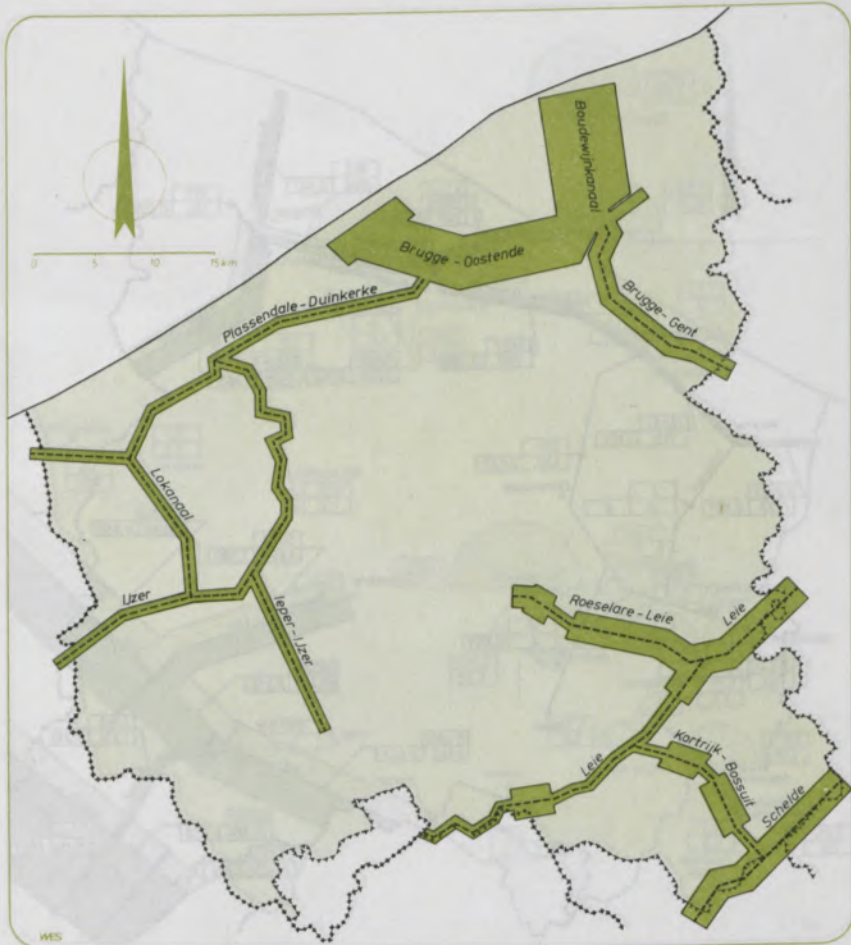 Boudewijnkanaal
Brugge - Oostende
0 5 10 15 km
Plassendale - Duinkerke
Brugge - Gent
Lokanaal
IJzer
Ieper - IJzer
Roeselare - Leie
Leie
Leie
Kortrijk - Bossuit
Schelde
WES